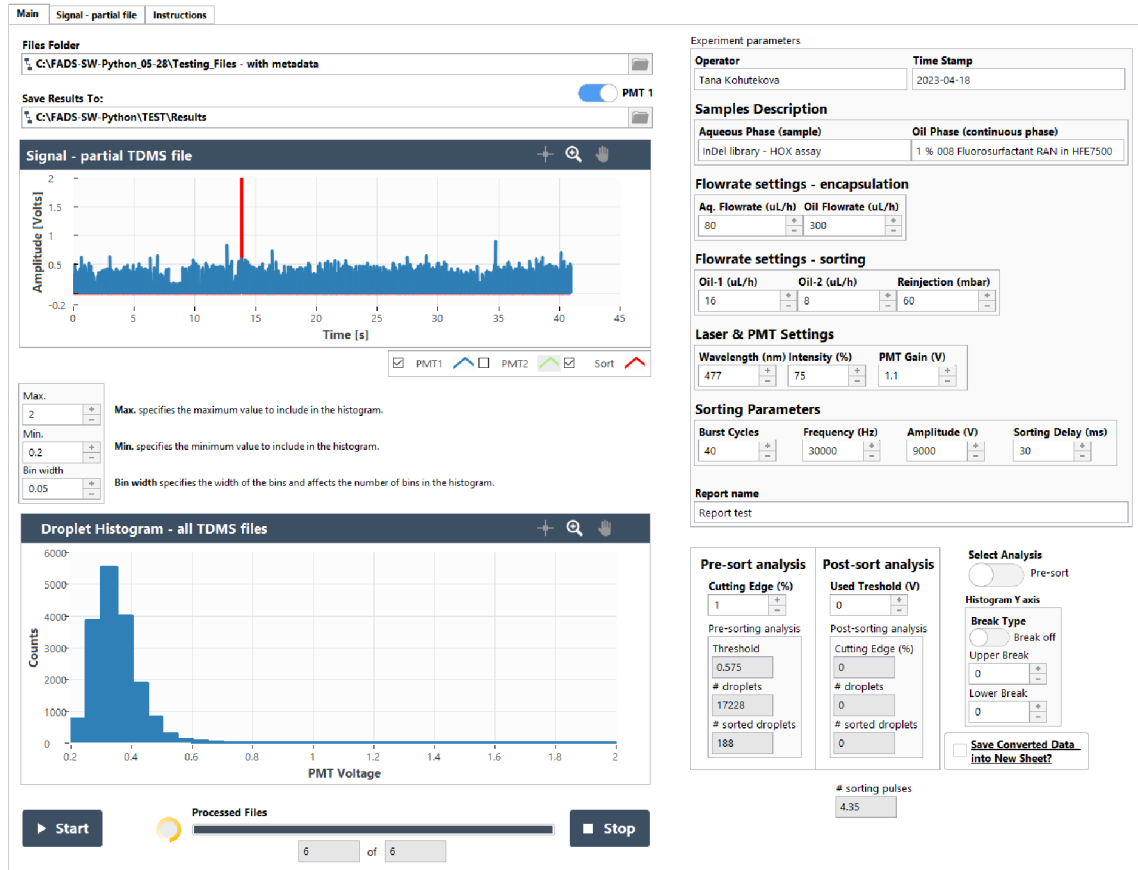 Main Signal - partial file Instructions
Files Folder
C:\FADS-SW-Python_05-28\Testing_Files - with metadata
Save Results To:
PMT 1
C:\FADS-SW-Python\TEST\Results
Signal - partial TDMS file
Amplitude [Volts]
2
1.5
1
0.5
-0.2
0 5 10 15 20 25 30 35 40 45
Time [s]
PMT1 PMT2 Sort
Max.
2
Max. specifies the maximum value to include in the histogram.
Min.
0.2
Min. specifies the minimum value to include in the histogram.
Bin width
0.05
Bin width specifies the width of the bins and affects the number of bins in the histogram.
Droplet Histogram - all TDMS files
Counts
6000
5000
4000
3000
2000
1000
0
0.2 0.4 0.6 0.8 1 1.2 1.4 1.6 1.8 2
PMT Voltage
Start
Processed Files
6 of 6
Stop
Experiment parameters
Operator Time Stamp
Tana Kohutekova 2023-04-18
Samples Description
Aqueous Phase (sample) Oil Phase (continuous phase)
InDel library - HOX assay 1 % 008 Fluorosurfactant RAN in HFE7500
Flowrate settings - encapsulation
Aq. Flowrate (uL/h) Oil Flowrate (uL/h)
80 300
Flowrate settings - sorting
Oil-1 (uL/h) Oil-2 (uL/h) Reinjection (mbar)
16 8 60
Laser & PMT Settings
Wavelength (nm) Intensity (%) PMT Gain (V)
477 75 1.1
Sorting Parameters
Burst Cycles Frequency (Hz) Amplitude (V) Sorting Delay (ms)
40 30000 9000 30
Report name
Report test
Pre-sort analysis
Cutting Edge (%)
1
Pre-sorting analysis
Threshold
0.575
# droplets
17228
# sorted droplets
188
Post-sort analysis
Used Treshold (V)
0
Post-sorting analysis
Cutting Edge (%)
0
# droplets
0
# sorted droplets
0
# sorting pulses
4.35
Select Analysis
Pre-sort
Histogram Y axis
Break Type
Break off
Upper Break
0
Lower Break
0
Save Converted Data
into New Sheet?